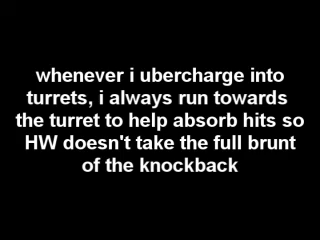 whenever i ubercharge into
turrets, i always run towards
the turret to help absorb hits so
HW doesn't take the full brunt
of the knockback